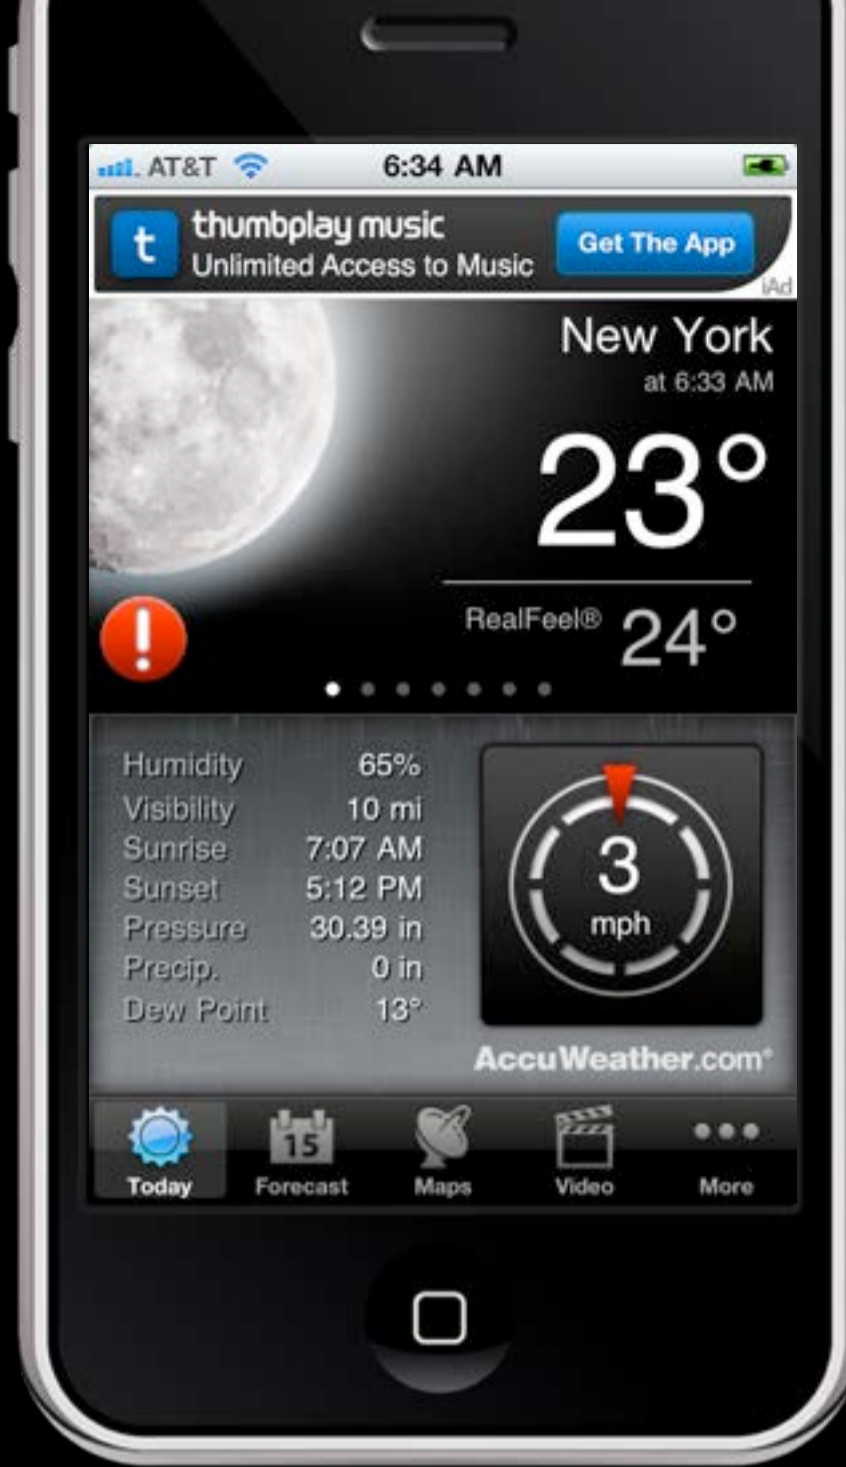 AT&T 6:34 AM
t thumbplay music
Unlimited Access to Music
Get The App
iAd
New York
at 6:33 AM
23°
RealFeel® 24°
!
Humidity 65%
Visibility 10 mi
Sunrise 7:07 AM
Sunset 5:12 PM
Pressure 30.39 in
Precip. 0 in
Dew Point 13°
3
mph
AccuWeather.com®
15
Today Forecast Maps Video More